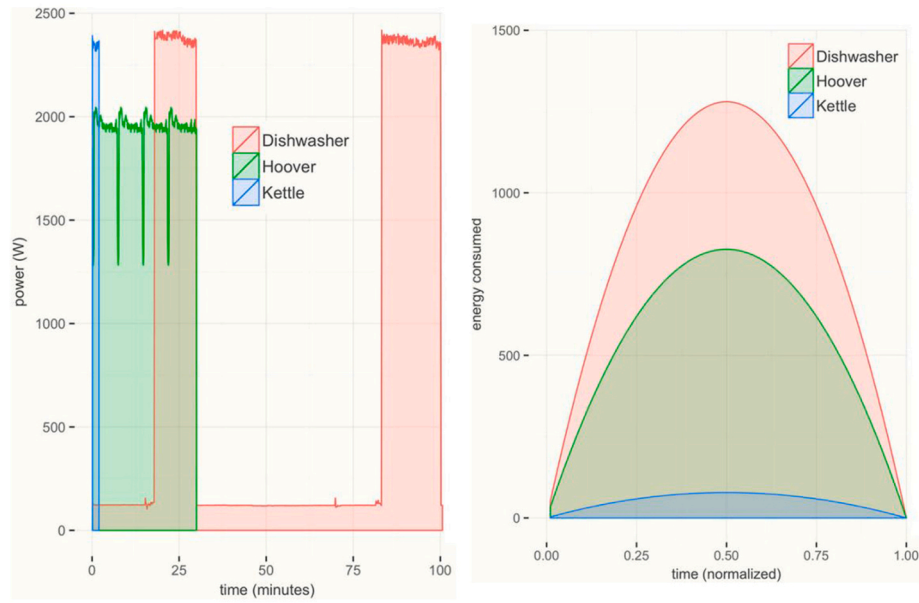 2500
2000
1500
1000
500
0
power (W)
0
25
50
75
100
time (minutes)
Dishwasher
Hoover
Kettle
1500
1000
500
0
energy consumed
0.00
0.25
0.50
0.75
1.00
time (normalized)
Dishwasher
Hoover
Kettle